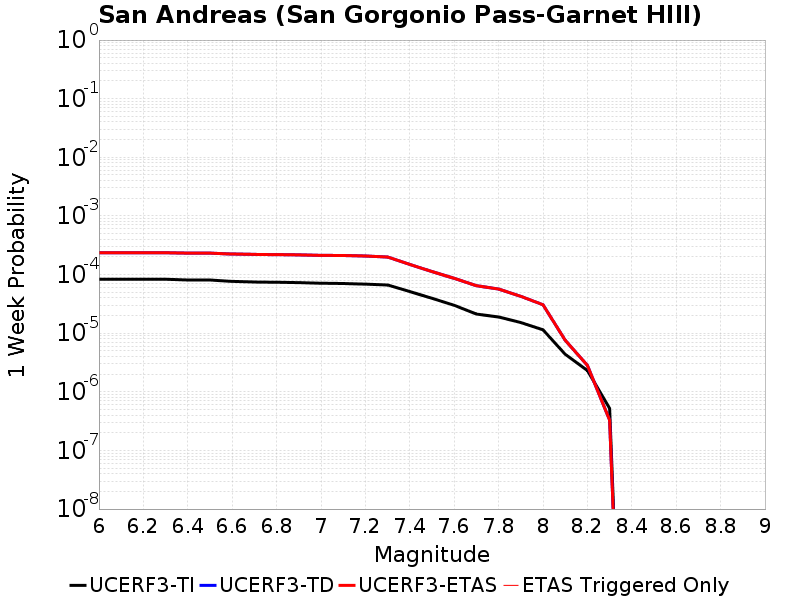 San Andreas (San Gorgonio Pass-Garnet HIll)
10^0
10^-1
10^-2
10^-3
10^-4
10^-5
10^-6
10^-7
10^-8
1 Week Probability
6 6.2 6.4 6.6 6.8 7 7.2 7.4 7.6 7.8 8 8.2 8.4 8.6 8.8 9
Magnitude
UCERF3-TI UCERF3-TD UCERF3-ETAS ETAS Triggered Only